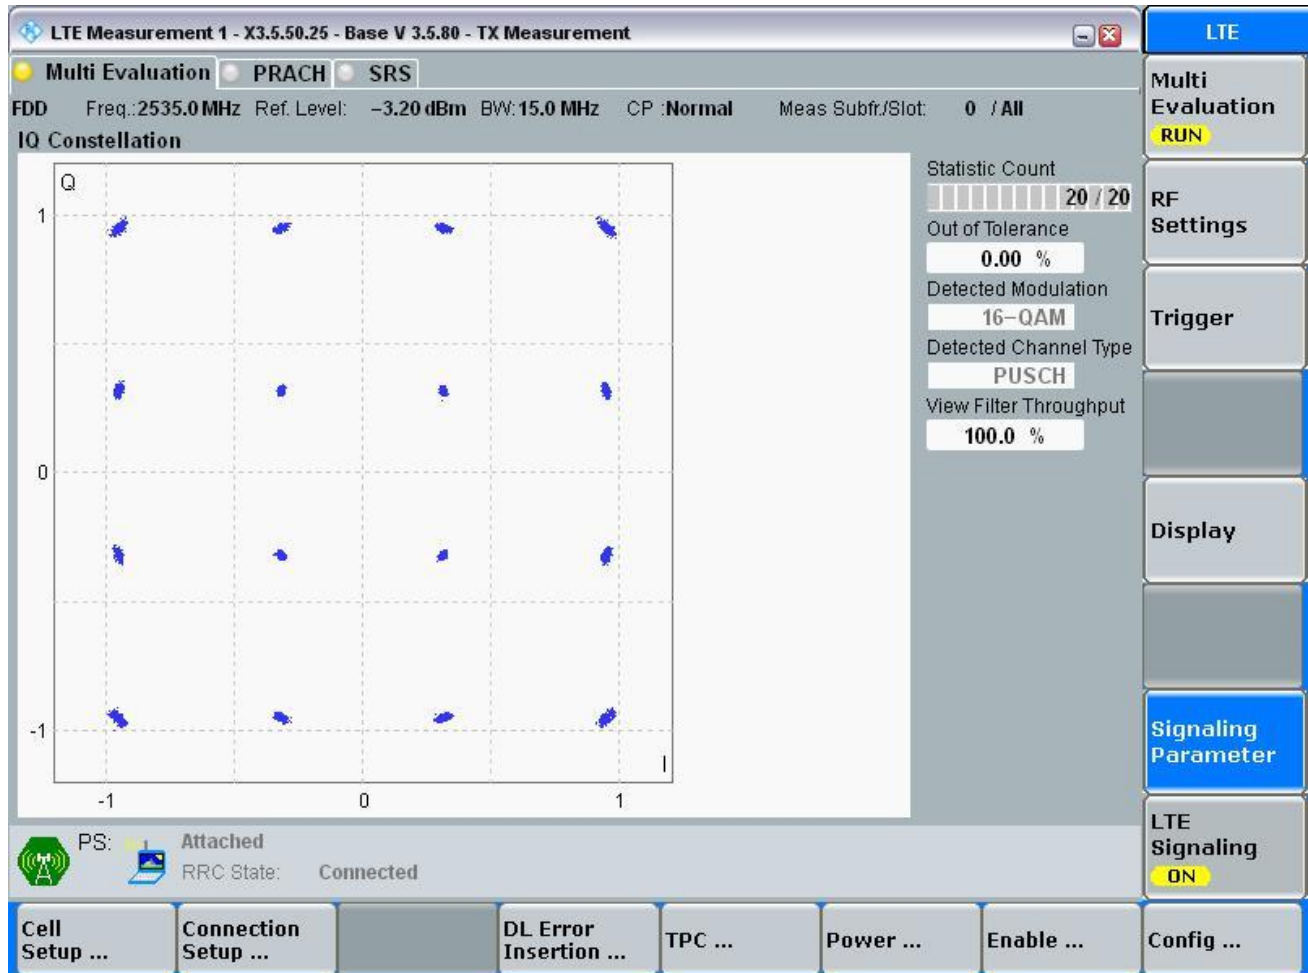 LTE Measurement 1 - X3.5.50.25 - Base V 3.5.80 - TX Measurement
LTE
Multi Evaluation PRACH SRS
FDD Freq.:2535.0 MHz Ref. Level: −3.20 dBm BW:15.0 MHz CP :Normal Meas Subfr./Slot: 0 / All
IQ Constellation
Q
1
0
-1
I
-1 0 1
Statistic Count
20 / 20
Out of Tolerance
0.00 %
Detected Modulation
16−QAM
Detected Channel Type
PUSCH
View Filter Throughput
100.0 %
Multi
Evaluation
RUN
RF
Settings
Trigger
Display
Signaling
Parameter
LTE
Signaling
ON
PS: Attached
RRC State: Connected
Cell
Setup ...
Connection
Setup ...
DL Error
Insertion ...
TPC ...
Power ...
Enable ...
Config ...